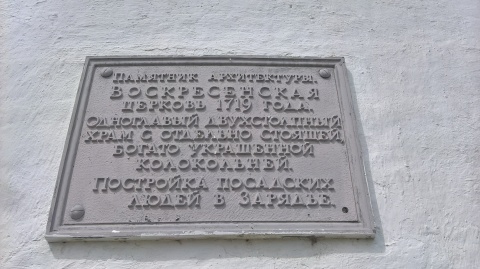 Памятник архитектуры.
Воскресенская
церковь 1719 года.
Одноглавый двухстолпный
храм с отдельно стоящей,
богато украшенной
колокольней.
Постройка посадских
людей в Зарядье.